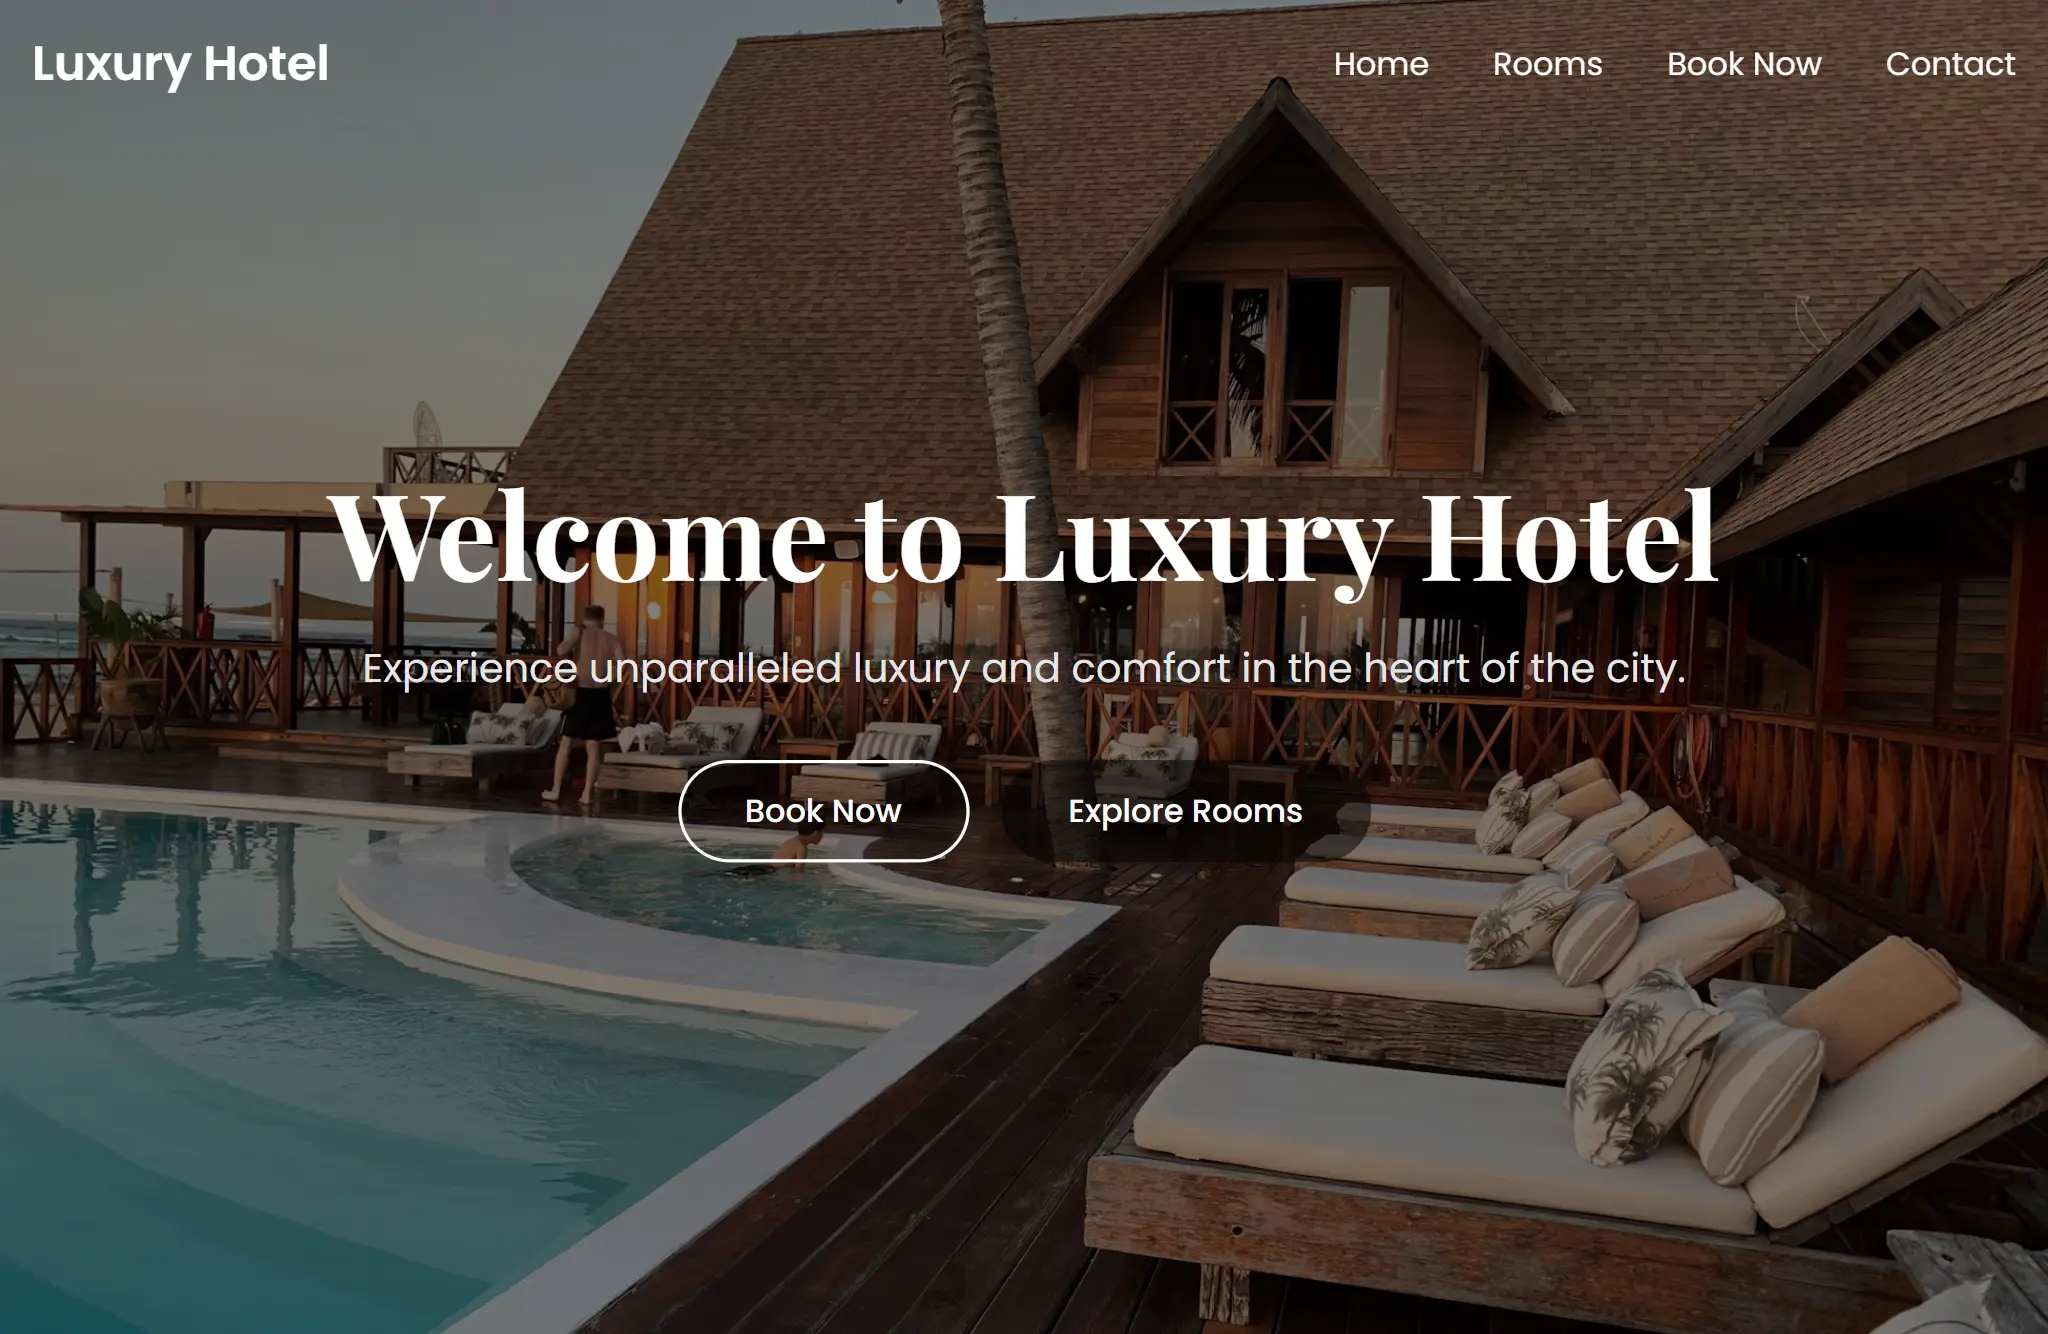 Luxury Hotel
Home
Rooms
Book Now
Contact
Welcome to Luxury Hotel
Experience unparalleled luxury and comfort in the heart of the city.
Book Now
Explore Rooms